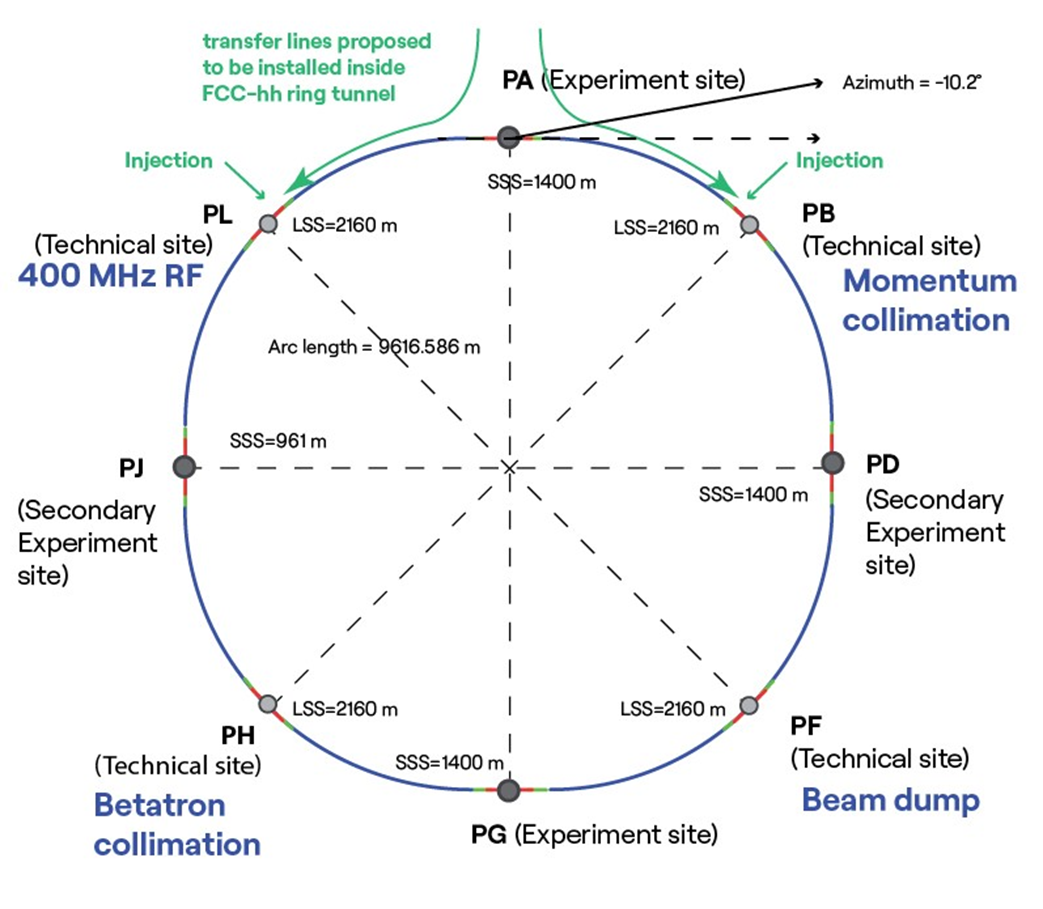 transfer lines proposed
to be installed inside
FCC-hh ring tunnel
PA (Experiment site)
Azimuth = -10.2°
Injection
Injection
SSS=1400 m
PL
(Technical site)
400 MHz RF
LSS=2160 m
LSS=2160 m
PB
(Technical site)
Momentum
collimation
Arc length = 9616.586 m
SSS=961 m
PJ
(Secondary
Experiment
site)
PD
SSS=1400 m
(Secondary
Experiment
site)
LSS=2160 m
LSS=2160 m
PH
(Technical site)
Betatron
collimation
PF
(Technical site)
Beam dump
SSS=1400 m
PG (Experiment site)